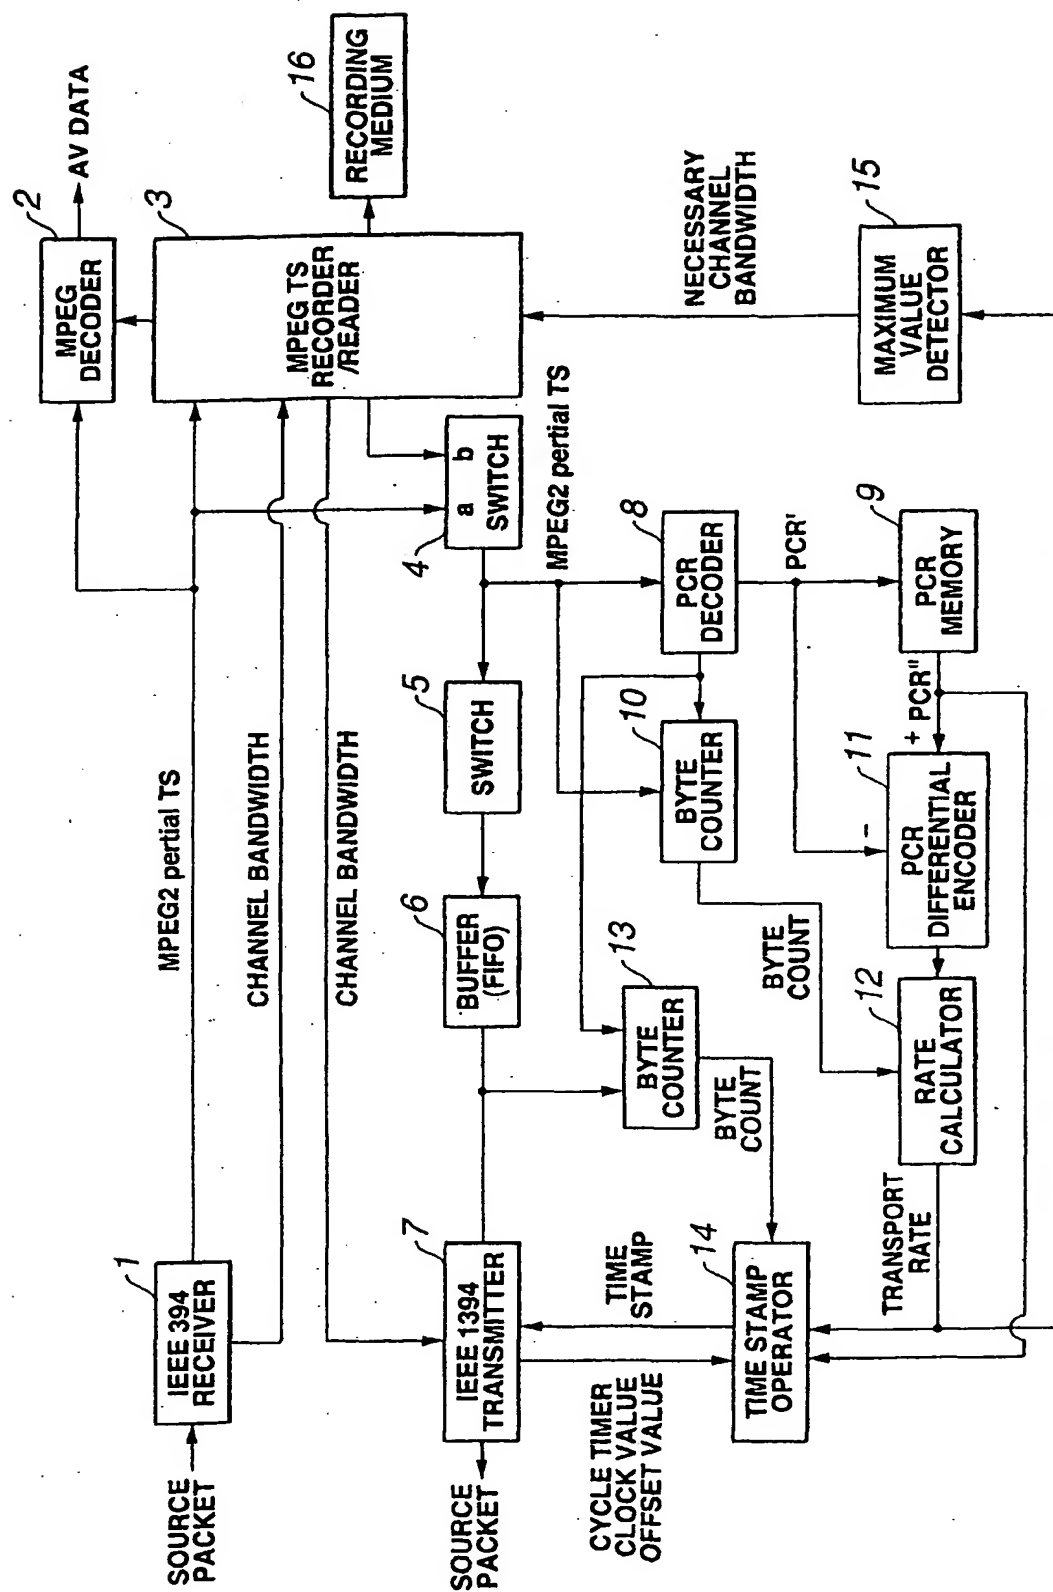 SOURCE
PACKET
1
IEEE 394
RECEIVER
MPEG2 pertial TS
CHANNEL BANDWIDTH
CHANNEL BANDWIDTH
2
MPEG
DECODER
AV DATA
3
MPEG TS
RECORDER
/READER
16
RECORDING
MEDIUM
4
a b
SWITCH
MPEG2 pertial TS
5
SWITCH
6
BUFFER
(FIFO)
7
IEEE 1394
TRANSMITTER
SOURCE
PACKET
CYCLE TIMER
CLOCK VALUE
OFFSET VALUE
TIME
STAMP
14
TIME STAMP
OPERATOR
13
BYTE
COUNTER
BYTE
COUNT
10
BYTE
COUNTER
BYTE
COUNT
8
PCR
DECODER
PCR'
9
PCR
MEMORY
+ PCR"
-
11
PCR
DIFFERENTIAL
ENCODER
12
RATE
CALCULATOR
TRANSPORT
RATE
15
MAXIMUM
VALUE
DETECTOR
NECESSARY
CHANNEL
BANDWIDTH